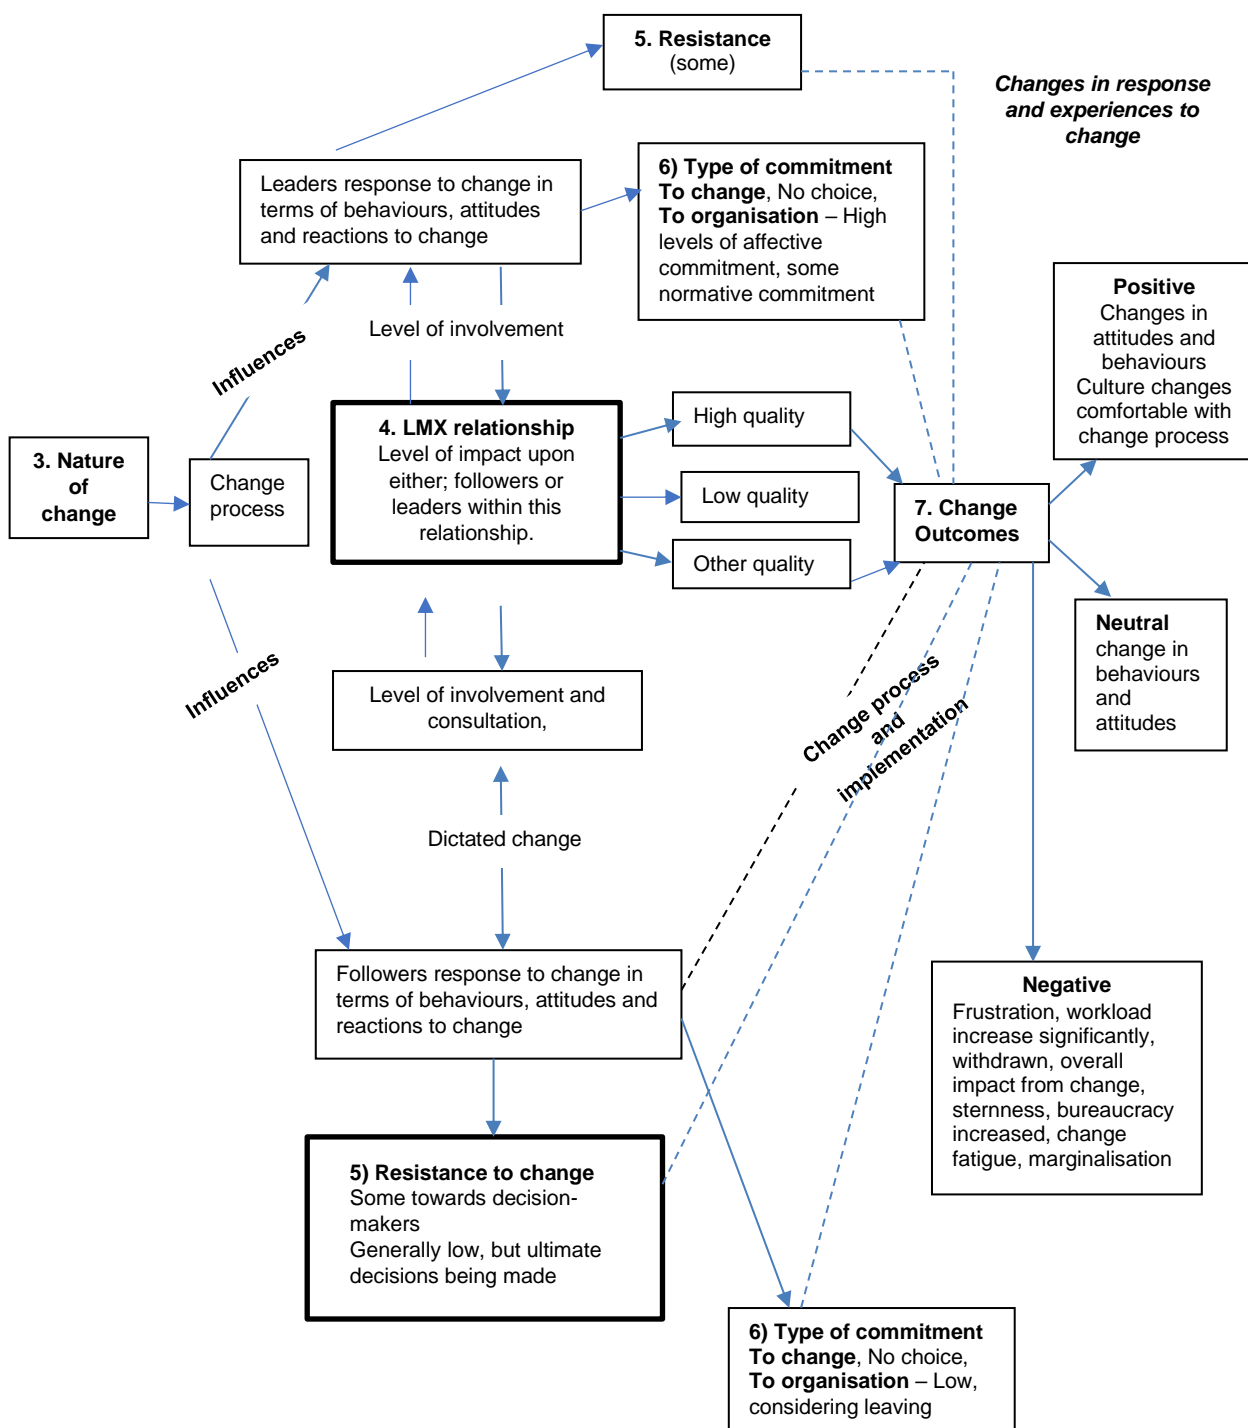 5. Resistance
(some)
Changes in response
and experiences to
change
6) Type of commitment
To change, No choice,
To organisation – High
levels of affective
commitment, some
normative commitment
Leaders response to change in
terms of behaviours, attitudes
and reactions to change
Positive
Changes in
attitudes and
behaviours
Culture changes
comfortable with
change process
Influences
Level of involvement
4. LMX relationship
Level of impact upon
either; followers or
leaders within this
relationship.
High quality
Low quality
Other quality
3. Nature
of
change
Change
process
7. Change
Outcomes
Neutral
change in
behaviours
and
attitudes
Influences
Level of involvement and
consultation,
Change process
and
implementation
Dictated change
Followers response to change in
terms of behaviours, attitudes and
reactions to change
Negative
Frustration, workload
increase significantly,
withdrawn, overall
impact from change,
sternness, bureaucracy
increased, change
fatigue, marginalisation
5) Resistance to change
Some towards decision-
makers
Generally low, but ultimate
decisions being made
6) Type of commitment
To change, No choice,
To organisation – Low,
considering leaving